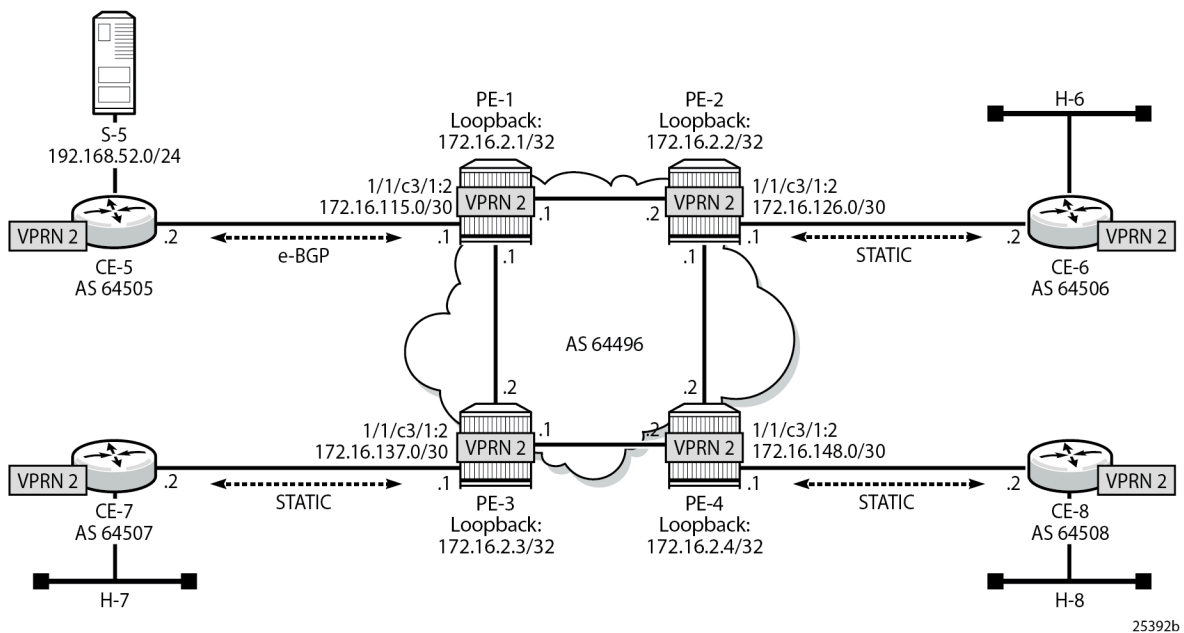 S-5
192.168.52.0/24
PE-1
Loopback:
172.16.2.1/32
PE-2
Loopback:
172.16.2.2/32
H-6
1/1/c3/1:2
172.16.115.0/30
VPRN 2
VPRN 2
1/1/c3/1:2
172.16.126.0/30
VPRN 2
.2
.1
.1
.2
.1
.2
VPRN 2
e-BGP
STATIC
CE-5
AS 64505
.1
.1
CE-6
AS 64506
AS 64496
.2
.2
1/1/c3/1:2
172.16.137.0/30
VPRN 2
.1
.2
VPRN 2
1/1/c3/1:2
172.16.148.0/30
VPRN 2
.2
.1
.1
.2
VPRN 2
STATIC
STATIC
CE-7
AS 64507
PE-3
Loopback:
172.16.2.3/32
PE-4
Loopback:
172.16.2.4/32
CE-8
AS 64508
H-7
H-8
25392b